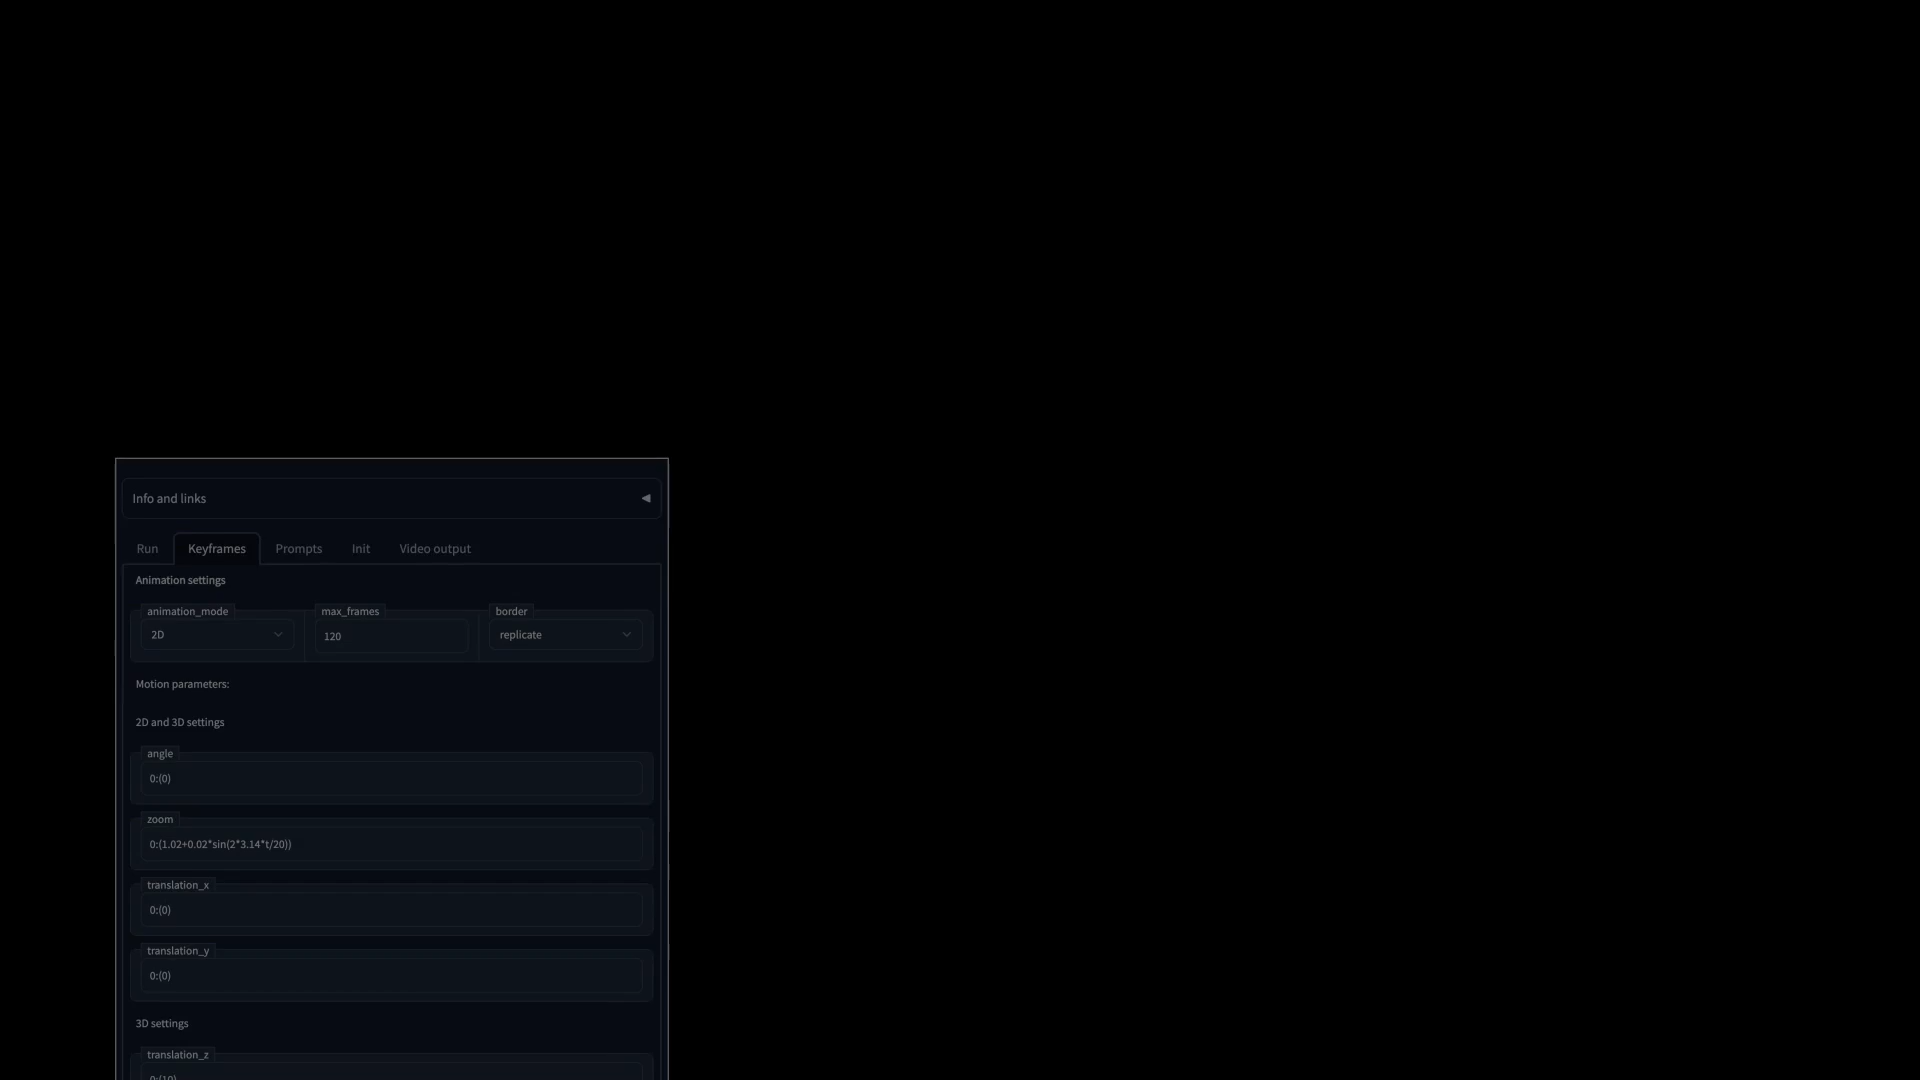 Info and links
Run Keyframes Prompts Init Video output
Animation settings
animation_mode max_frames border
2D 120 replicate
Motion parameters:
2D and 3D settings
angle
0:(0)
zoom
0:(1.02+0.02*sin(2*3.14*t/20))
translation_x
0:(0)
translation_y
0:(0)
3D settings
translation_z
0:(10)